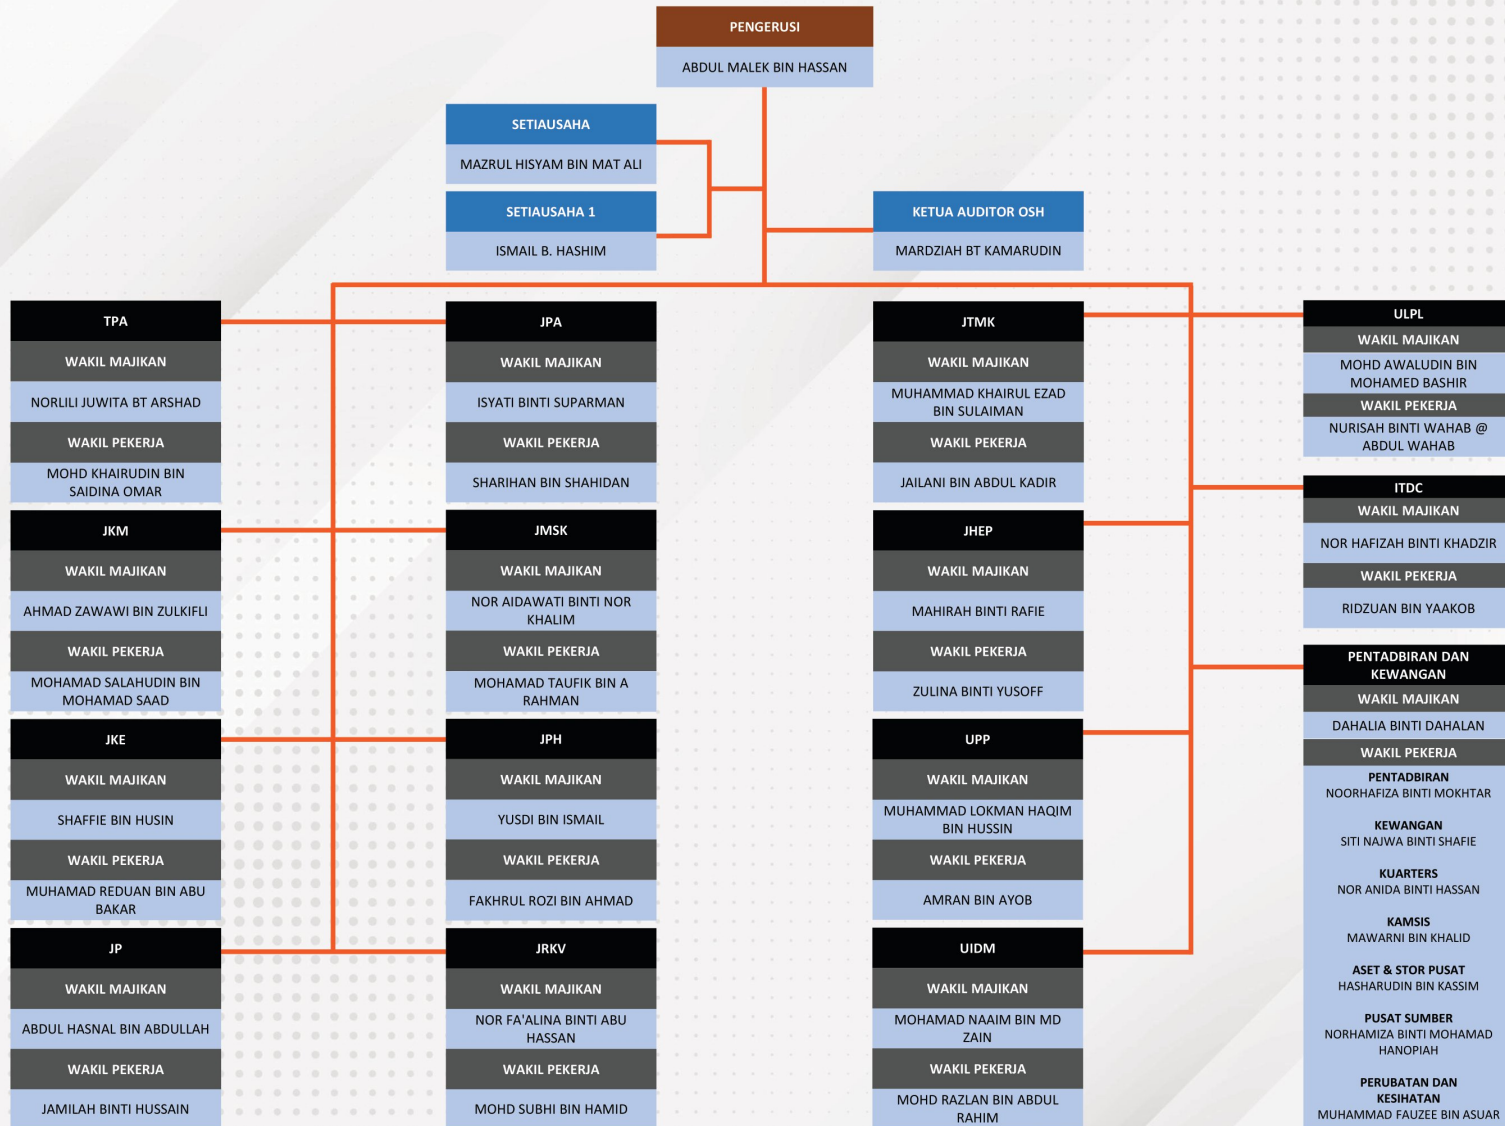 PENGERUSI
ABDUL MALEK BIN HASSAN
SETIAUSAHA
MAZRUL HISYAM BIN MAT ALI
SETIAUSAHA 1
ISMAIL B. HASHIM
KETUA AUDITOR OSH
MARDZIAH BT KAMARUDIN
TPA
WAKIL MAJIKAN
NORLILI JUWITA BT ARSHAD
WAKIL PEKERJA
MOHD KHAIRUDIN BIN
SAIDINA OMAR
JKM
WAKIL MAJIKAN
AHMAD ZAWAWI BIN ZULKIFLI
WAKIL PEKERJA
MOHAMAD SALAHUDIN BIN
MOHAMAD SAAD
JKE
WAKIL MAJIKAN
SHAFFIE BIN HUSIN
WAKIL PEKERJA
MUHAMAD REDUAN BIN ABU
BAKAR
JP
WAKIL MAJIKAN
ABDUL HASNAL BIN ABDULLAH
WAKIL PEKERJA
JAMILAH BINTI HUSSAIN
JPA
WAKIL MAJIKAN
ISYATI BINTI SUPARMAN
WAKIL PEKERJA
SHARIHAN BIN SHAHIDAN
JMSK
WAKIL MAJIKAN
NOR AIDAWATI BINTI NOR
KHALIM
WAKIL PEKERJA
MOHAMAD TAUFIK BIN A
RAHMAN
JPH
WAKIL MAJIKAN
YUSDI BIN ISMAIL
WAKIL PEKERJA
FAKHRUL ROZI BIN AHMAD
JRKV
WAKIL MAJIKAN
NOR FA'ALINA BINTI ABU
HASSAN
WAKIL PEKERJA
MOHD SUBHI BIN HAMID
JTMK
WAKIL MAJIKAN
MUHAMMAD KHAIRUL EZAD
BIN SULAIMAN
WAKIL PEKERJA
JAILANI BIN ABDUL KADIR
JHEP
WAKIL MAJIKAN
MAHIRAH BINTI RAFIE
WAKIL PEKERJA
ZULINA BINTI YUSOFF
UPP
WAKIL MAJIKAN
MUHAMMAD LOKMAN HAQIM
BIN HUSSIN
WAKIL PEKERJA
AMRAN BIN AYOB
UIDM
WAKIL MAJIKAN
MOHAMAD NAAIM BIN MD
ZAIN
WAKIL PEKERJA
MOHD RAZLAN BIN ABDUL
RAHIM
ULPL
WAKIL MAJIKAN
MOHD AWALUDIN BIN
MOHAMED BASHIR
WAKIL PEKERJA
NURISAH BINTI WAHAB @
ABDUL WAHAB
ITDC
WAKIL MAJIKAN
NOR HAFIZAH BINTI KHADZIR
WAKIL PEKERJA
RIDZUAN BIN YAAKOB
PENTADBIRAN DAN
KEWANGAN
WAKIL MAJIKAN
DAHALIA BINTI DAHALAN
WAKIL PEKERJA
PENTADBIRAN
NOORHAFIZA BINTI MOKHTAR
KEWANGAN
SITI NAJWA BINTI SHAFIE
KUARTERS
NOR ANIDA BINTI HASSAN
KAMSIS
MAWARNI BIN KHALID
ASET & STOR PUSAT
HASHARUDIN BIN KASSIM
PUSAT SUMBER
NORHAMIZA BINTI MOHAMAD
HANOPIAH
PERUBATAN DAN
KESIHATAN
MUHAMMAD FAUZEE BIN ASUAR